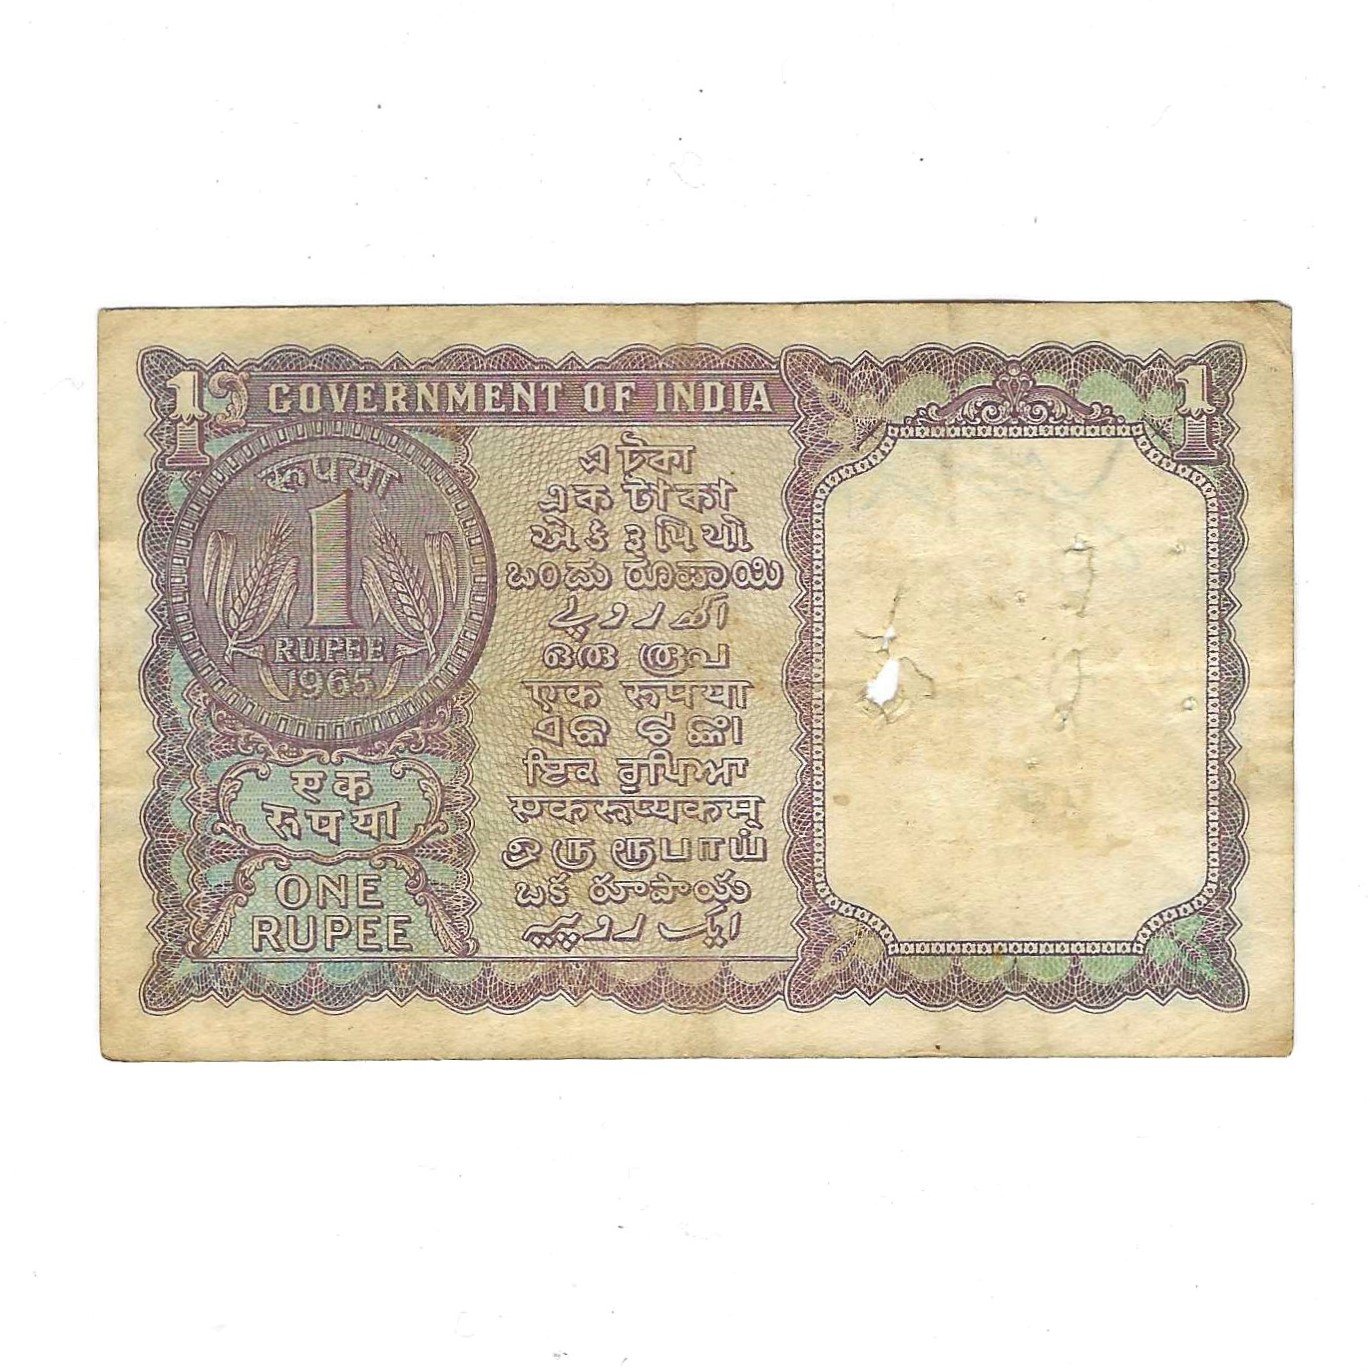 1 GOVERNMENT OF INDIA 1
रूपया
1
RUPEE
1965
एक
रूपया
ONE
RUPEE
এটকা
এক টাকা
એક રૂપિયો
ಒಂದು ರೂಪಾಯಿ
ഒരു രൂപ
एक रुपया
ଏକ ଟଙ୍କା
ਇਕ ਰੁਪਿਆ
एकरूप्यकम्
ஒரு ரூபாய்
ఒక రూపాయి
ایک روپیہ